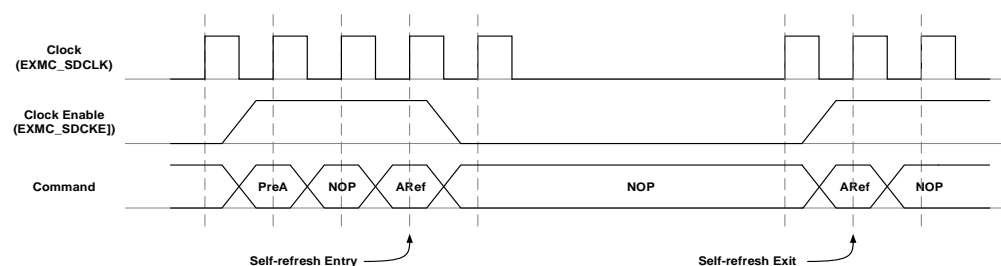 Clock
(EXMC_SDCLK)
Clock Enable
(EXMC_SDCKE])
Command
PreA
NOP
ARef
NOP
ARef
NOP
Self-refresh Entry
Self-refresh Exit